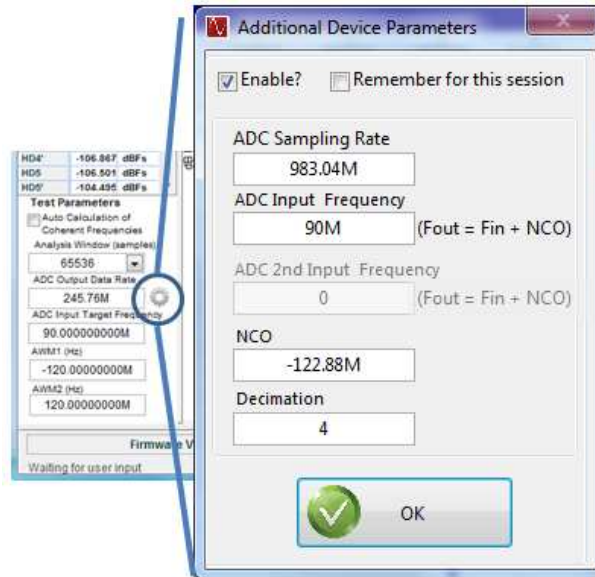 HD4' -106.867 dBFs
HD5 -106.501 dBFs
HD5' -104.495 dBFs
Test Parameters
Auto Calculation of
Coherent Frequencies
Analysis Window (samples)
65536
ADC Output Data Rate
245.76M
ADC Input Target Frequency
90.000000000M
AWM1 (Hz)
-120.00000000M
AWM2 (Hz)
120.00000000M
Waiting for user input
Additional Device Parameters
Enable? Remember for this session
ADC Sampling Rate
983.04M
ADC Input Frequency
90M (Fout = Fin + NCO)
ADC 2nd Input Frequency
0 (Fout = Fin + NCO)
NCO
-122.88M
Decimation
4
OK